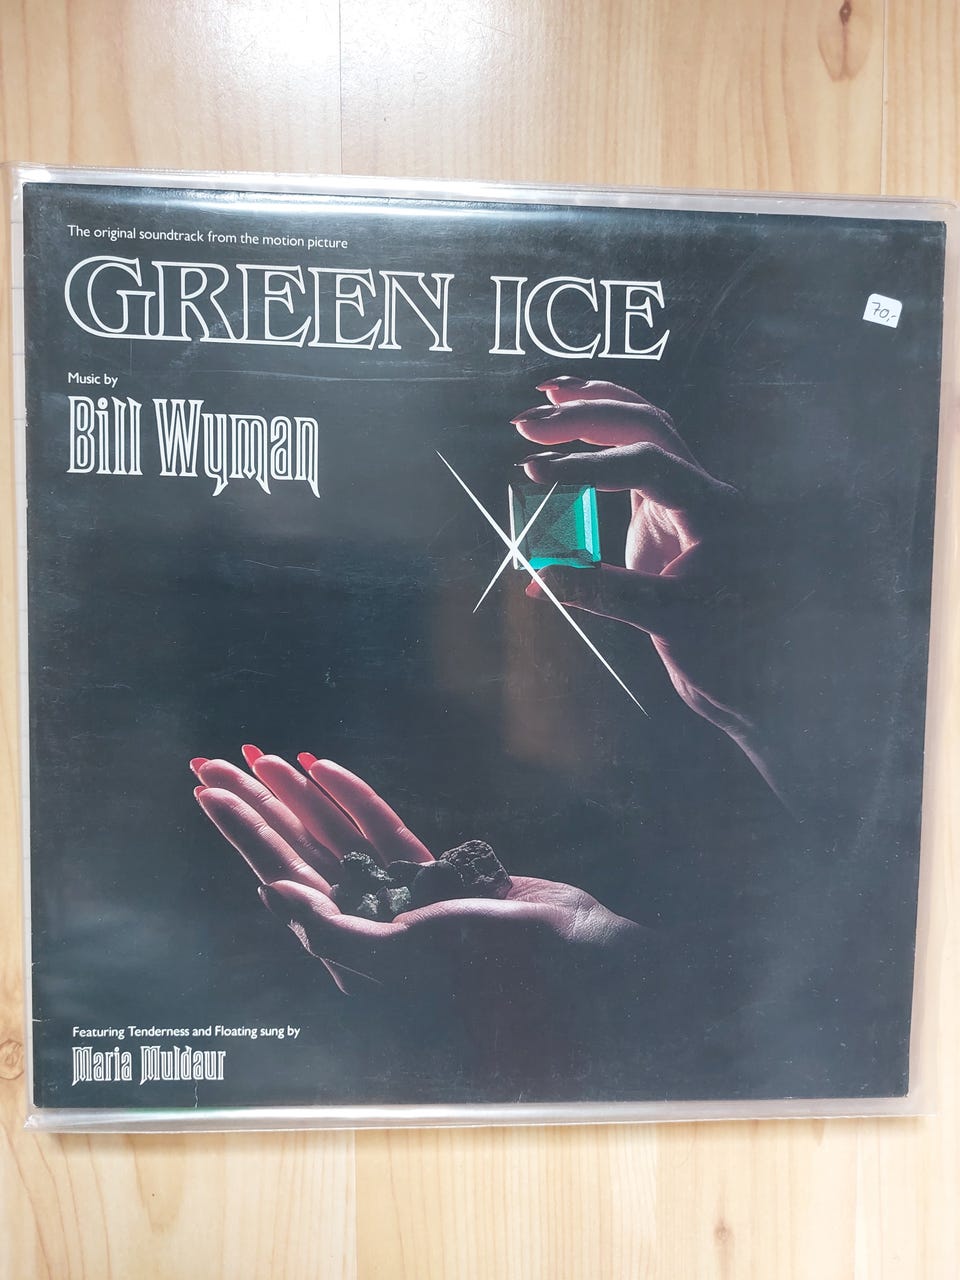 The original soundtrack from the motion picture
GREEN ICE
70,-
Music by
Bill Wyman
Featuring Tenderness and Floating sung by
Maria Muldaur